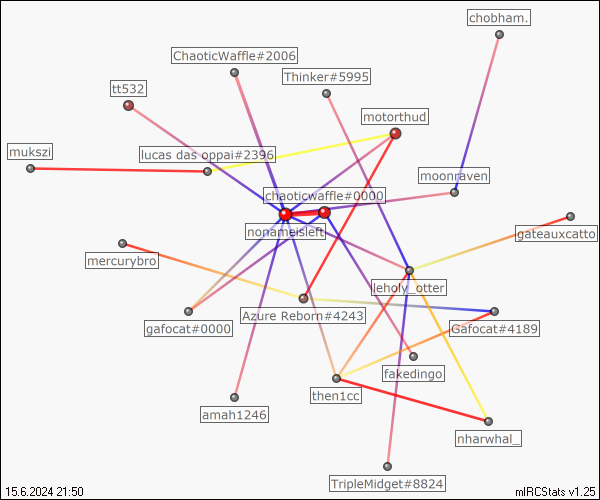 chobham.
ChaoticWaffle#2006
Thinker#5995
tt532
motorthud
mukszi
lucas das oppai#2396
moonraven
chaoticwaffle#0000
nonameisleft
gateauxcatto
mercurybro
leholy_otter
Azure Reborn#4243
gafocat#0000
Gafocat#4189
fakedingo
then1cc
amah1246
nharwhal_
TripleMidget#8824
15.6.2024 21:50
mIRCStats v1.25